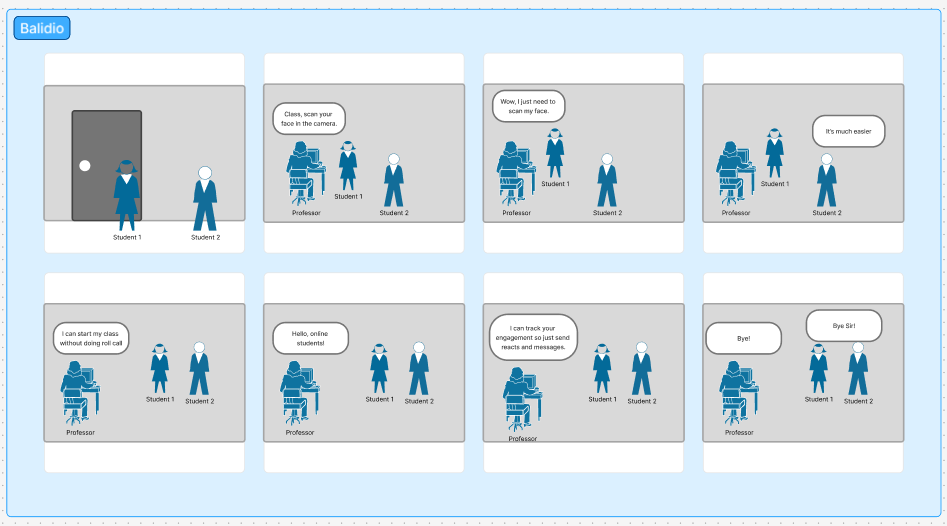 Balidio
Student 1
Student 2
Class, scan your
face in the camera.
Student 1
Professor
Student 2
Wow, I just need to
scan my face.
Student 1
Professor
Student 2
It's much easier
Student 1
Professor
Student 2
I can start my class
without doing roll call
Student 1
Student 2
Professor
Hello, online
students!
Student 1
Student 2
Professor
I can track your
engagement so just send
reacts and messages.
Student 1
Student 2
Professor
Bye!
Bye Sir!
Student 1
Student 2
Professor